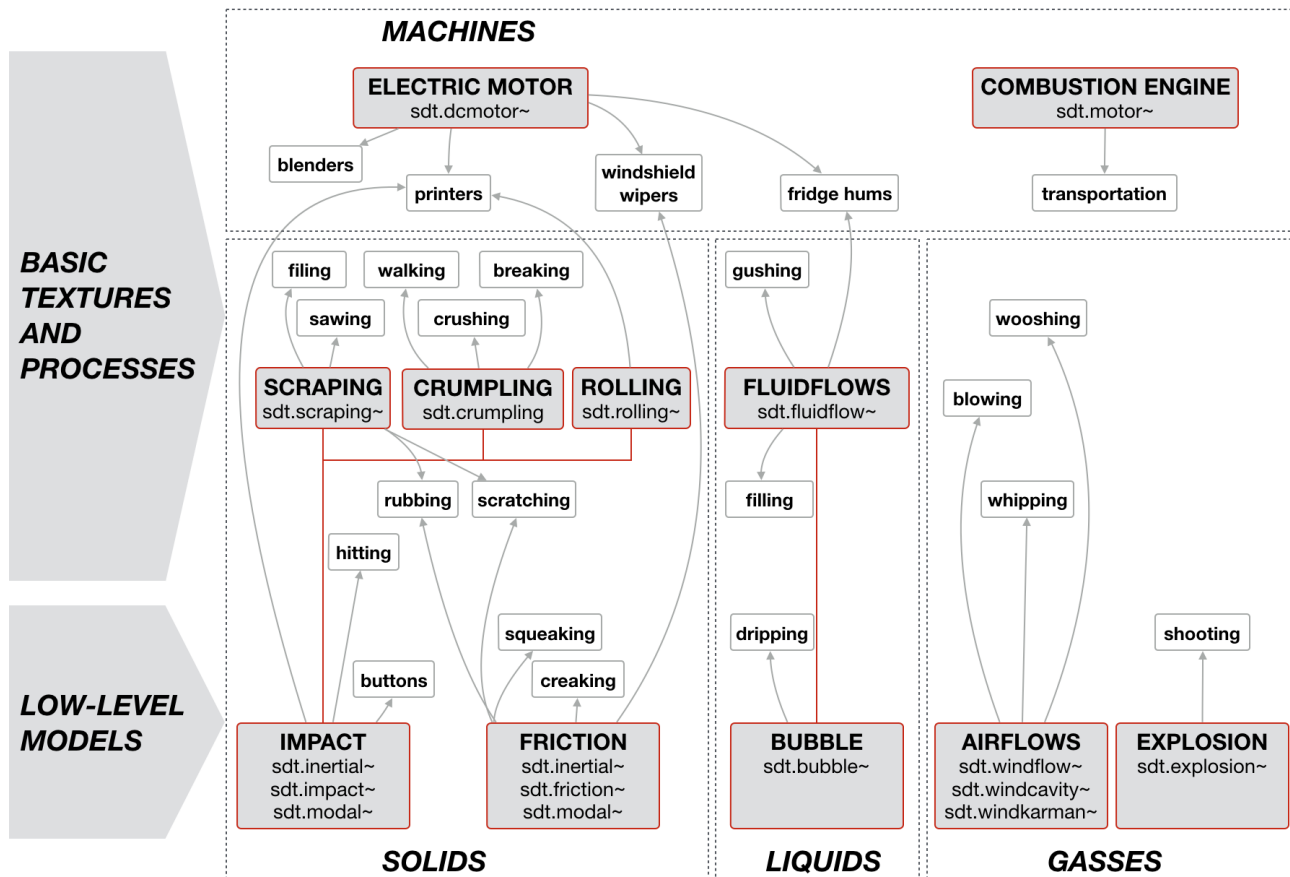 MACHINES
ELECTRIC MOTOR
sdt.dcmotor~
COMBUSTION ENGINE
sdt.motor~
blenders
printers
windshield
wipers
fridge hums
transportation
BASIC
TEXTURES
AND
PROCESSES
filing
walking
breaking
sawing
crushing
SCRAPING
sdt.scraping~
CRUMPLING
sdt.crumpling
ROLLING
sdt.rolling~
rubbing
scratching
hitting
gushing
FLUIDFLOWS
sdt.fluidflow~
filling
wooshing
blowing
whipping
LOW-LEVEL
MODELS
squeaking
buttons
creaking
IMPACT
sdt.inertial~
sdt.impact~
sdt.modal~
FRICTION
sdt.inertial~
sdt.friction~
sdt.modal~
SOLIDS
dripping
BUBBLE
sdt.bubble~
LIQUIDS
shooting
AIRFLOWS
sdt.windflow~
sdt.windcavity~
sdt.windkarman~
EXPLOSION
sdt.explosion~
GASSES